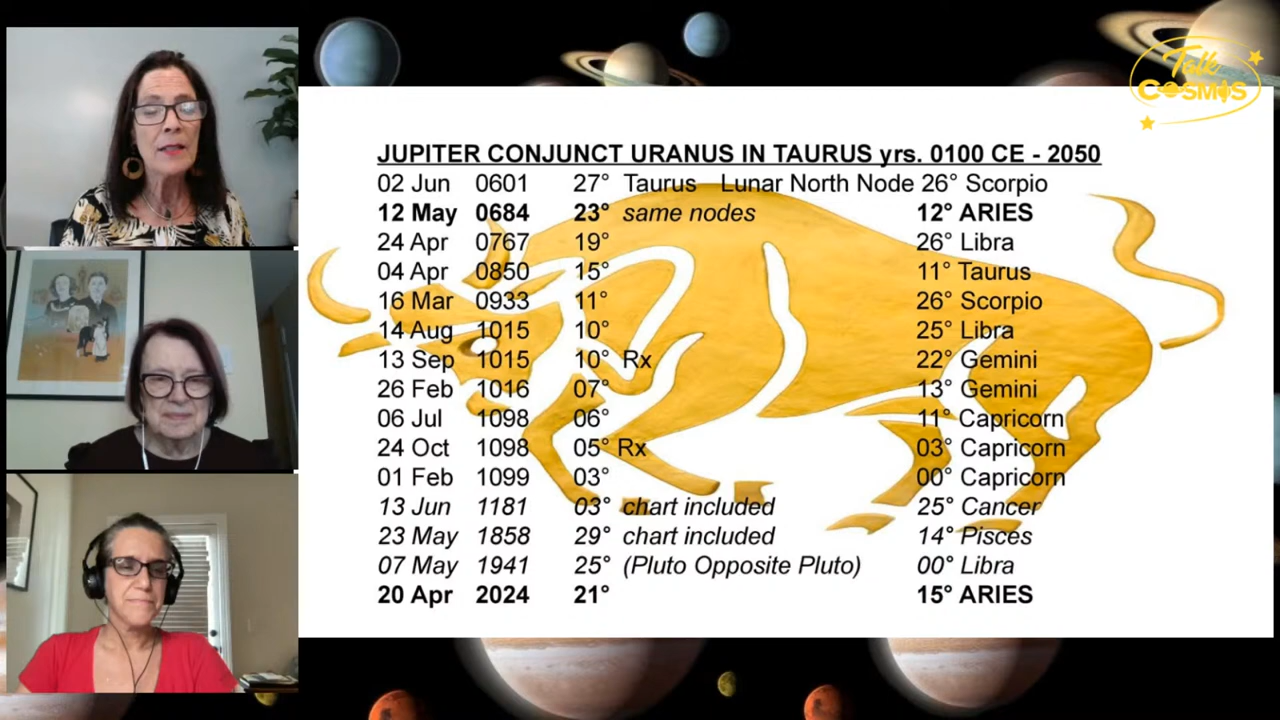 Talk
COSMOS
JUPITER CONJUNCT URANUS IN TAURUS yrs. 0100 CE - 2050
02 Jun 0601 27° Taurus Lunar North Node 26° Scorpio
12 May 0684 23° same nodes 12° ARIES
24 Apr 0767 19° 26° Libra
04 Apr 0850 15° 11° Taurus
16 Mar 0933 11° 26° Scorpio
14 Aug 1015 10° 25° Libra
13 Sep 1015 10° Rx 22° Gemini
26 Feb 1016 07° 13° Gemini
06 Jul 1098 06° 11° Capricorn
24 Oct 1098 05° Rx 03° Capricorn
01 Feb 1099 03° 00° Capricorn
13 Jun 1181 03° chart included 25° Cancer
23 May 1858 29° chart included 14° Pisces
07 May 1941 25° (Pluto Opposite Pluto) 00° Libra
20 Apr 2024 21° 15° ARIES